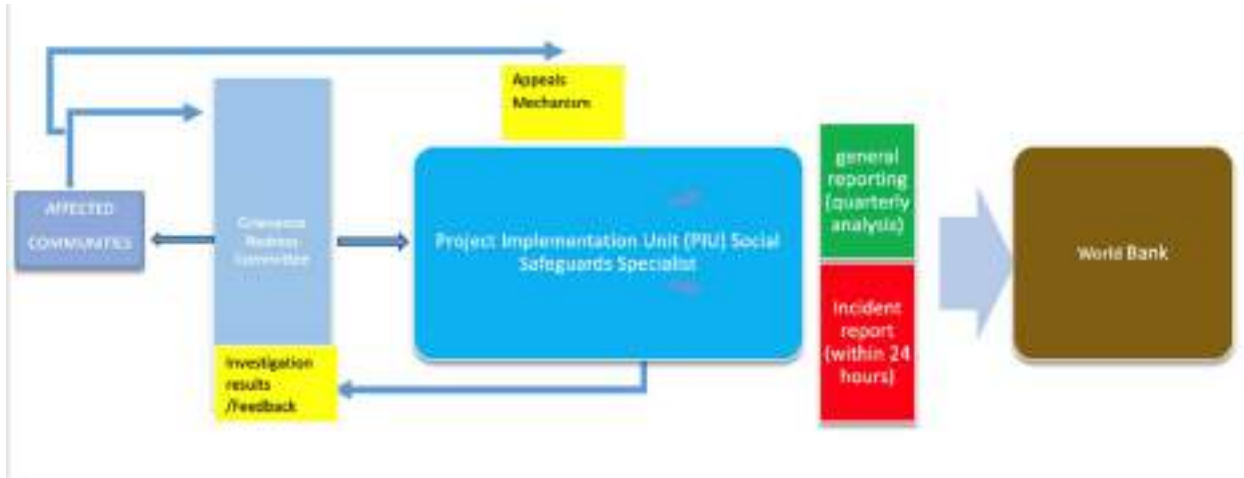 Appeals
Mechanism
AFFECTED
COMMUNITIES
Grievance
Redress
Committee
Investigation
results
/Feedback
Project Implementation Unit (PIU) Social
Safeguards Specialist
general
reporting
(quarterly
analysis)
Incident
report
(within 24
hours)
World Bank